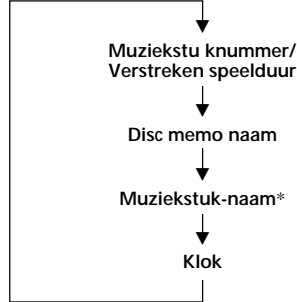 Muziekstu knummer/
Verstreken speelduur
Disc memo naam
Muziekstuk-naam*
Klok